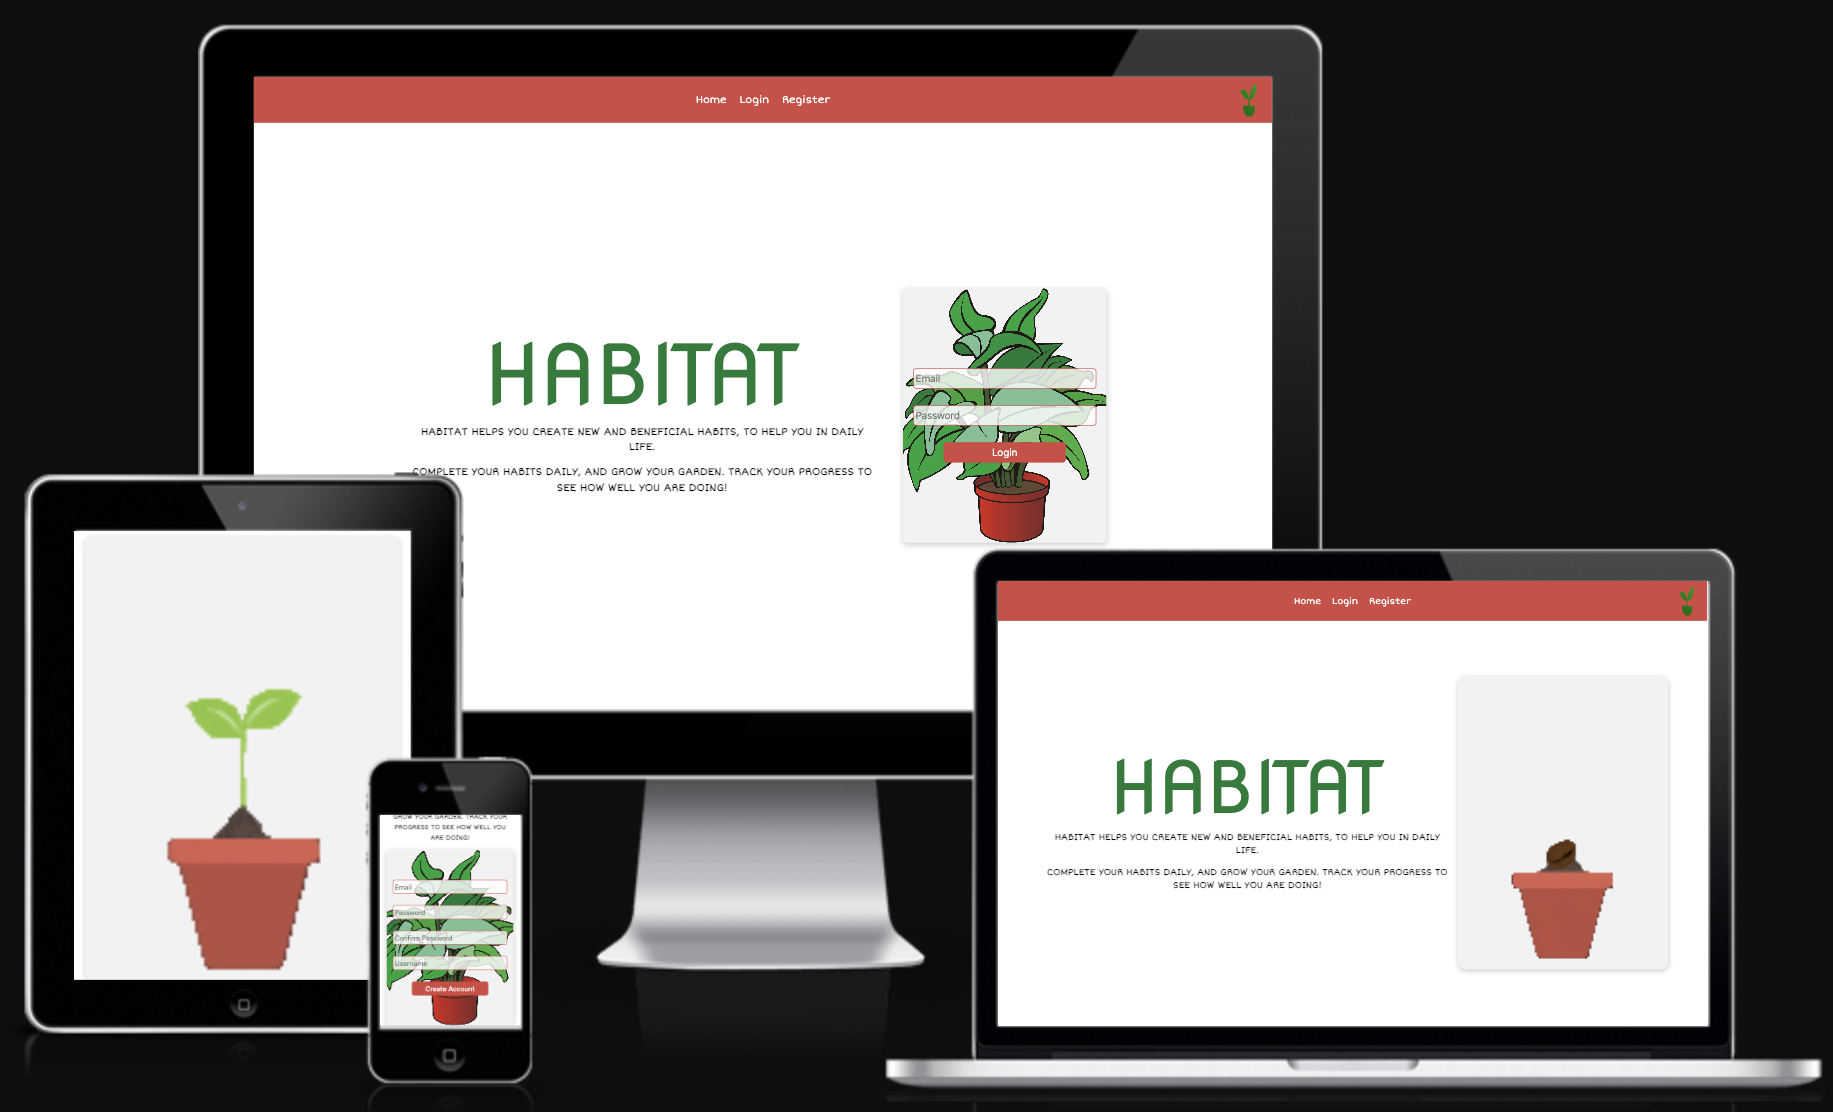 Home Login Register
HABITAT
HABITAT HELPS YOU CREATE NEW AND BENEFICIAL HABITS, TO HELP YOU IN DAILY
LIFE.
COMPLETE YOUR HABITS DAILY, AND GROW YOUR GARDEN. TRACK YOUR PROGRESS TO
SEE HOW WELL YOU ARE DOING!
Email
Password
Login
GROW YOUR GARDEN. TRACK YOUR
PROGRESS TO SEE HOW WELL YOU
ARE DOING!
Email
Password
Confirm Password
Username
Create Account
Home Login Register
HABITAT
HABITAT HELPS YOU CREATE NEW AND BENEFICIAL HABITS, TO HELP YOU IN DAILY
LIFE.
COMPLETE YOUR HABITS DAILY, AND GROW YOUR GARDEN. TRACK YOUR PROGRESS TO
SEE HOW WELL YOU ARE DOING!